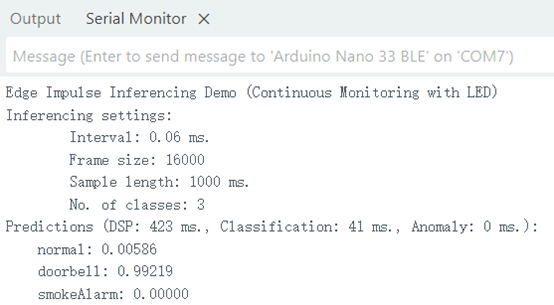 Output Serial Monitor ×
Message (Enter to send message to 'Arduino Nano 33 BLE' on 'COM7')
Edge Impulse Inferencing Demo (Continuous Monitoring with LED)
Inferencing settings:
Interval: 0.06 ms.
Frame size: 16000
Sample length: 1000 ms.
No. of classes: 3
Predictions (DSP: 423 ms., Classification: 41 ms., Anomaly: 0 ms.):
normal: 0.00586
doorbell: 0.99219
smokeAlarm: 0.00000